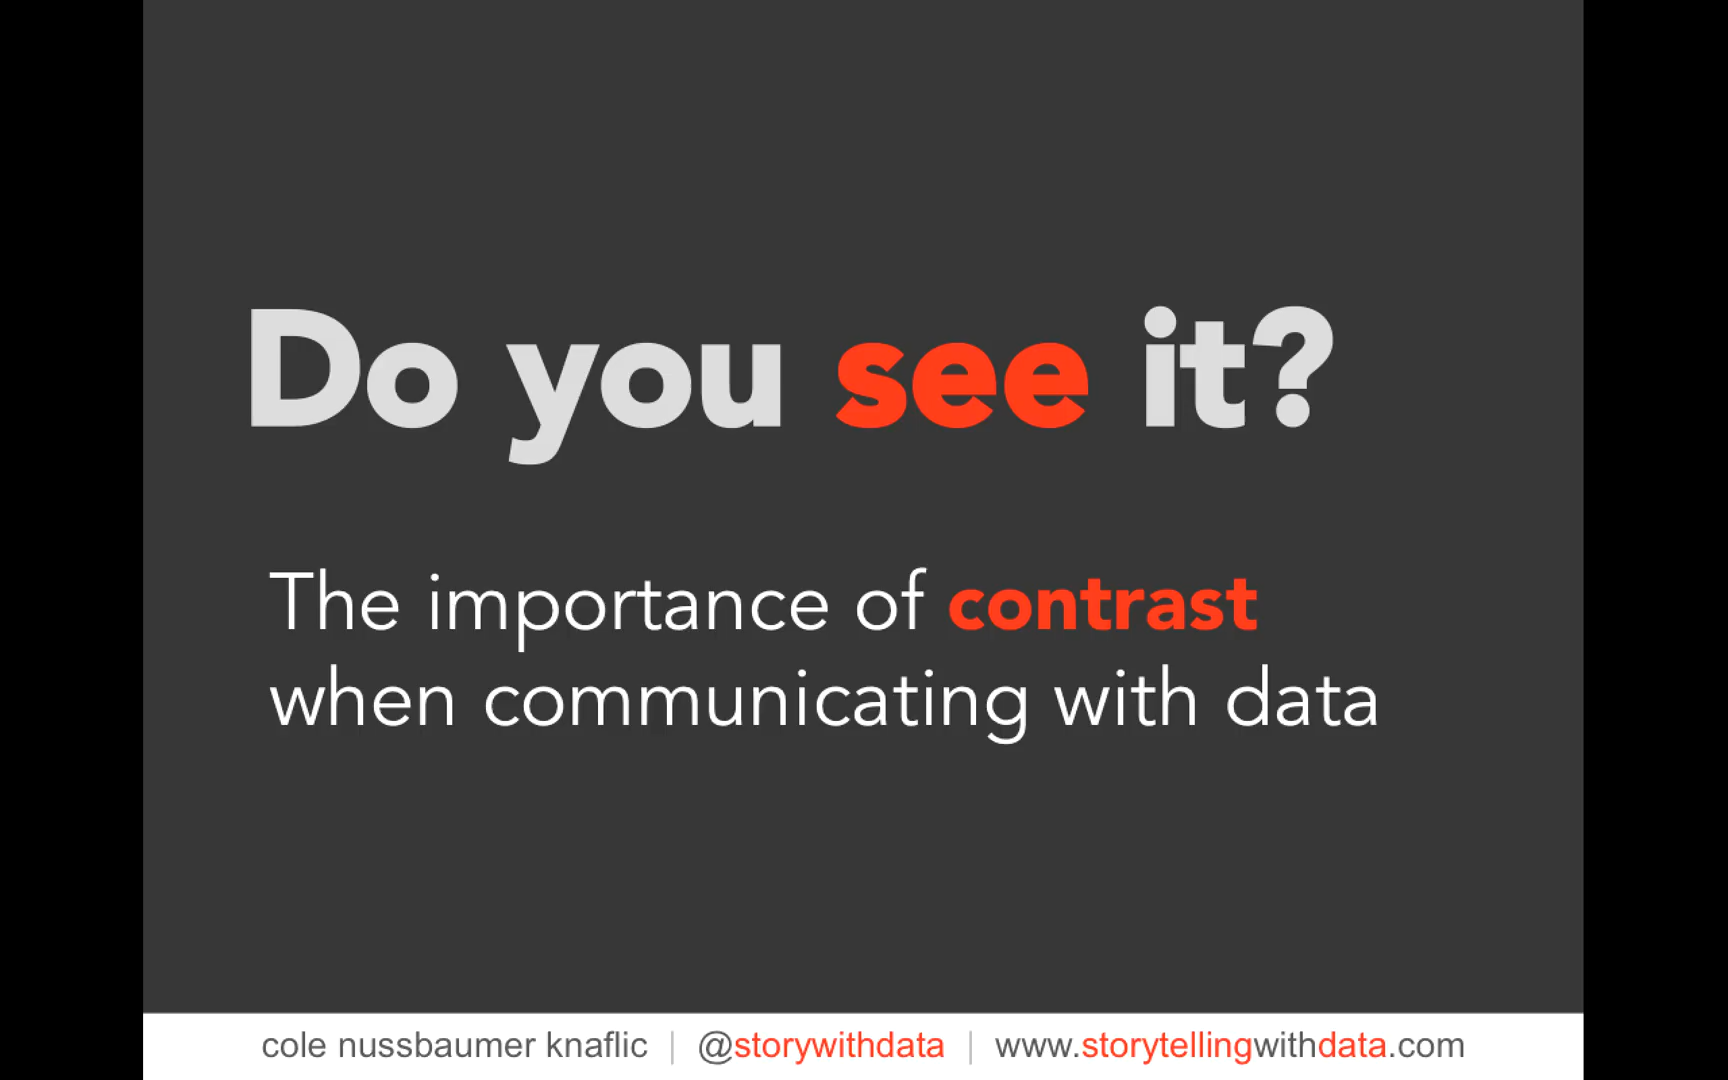 Do you see it?
The importance of contrast
when communicating with data
cole nussbaumer knaflic | @storywithdata | www.storytellingwithdata.com